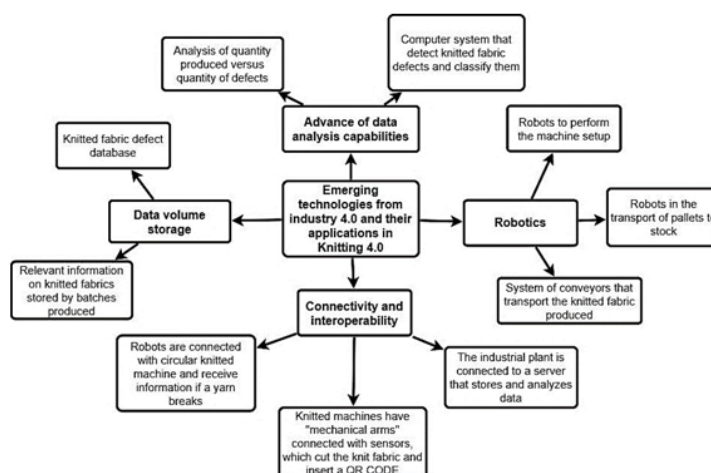 Analysis of quantity
produced versus
quantity of defects
Computer system that
detect knitted fabric
defects and classify them
Advance of data
analysis capabilities
Robots to perform
the machine setup
Knitted fabric defect
database
Emerging
technologies from
industry 4.0 and their
applications in
Knitting 4.0
Data volume
storage
Robotics
Robots in the
transport of pallets to
stock
Relevant information
on knitted fabrics
stored by batches
produced
System of conveyors that
transport the knitted fabric
produced
Connectivity and
interoperability
Robots are connected
with circular knitted
machine and receive
information if a yarn
breaks
The industrial plant is
connected to a server
that stores and analyzes
data
Knitted machines have
"mechanical arms"
connected with sensors,
which cut the knit fabric and
insert a QR CODE